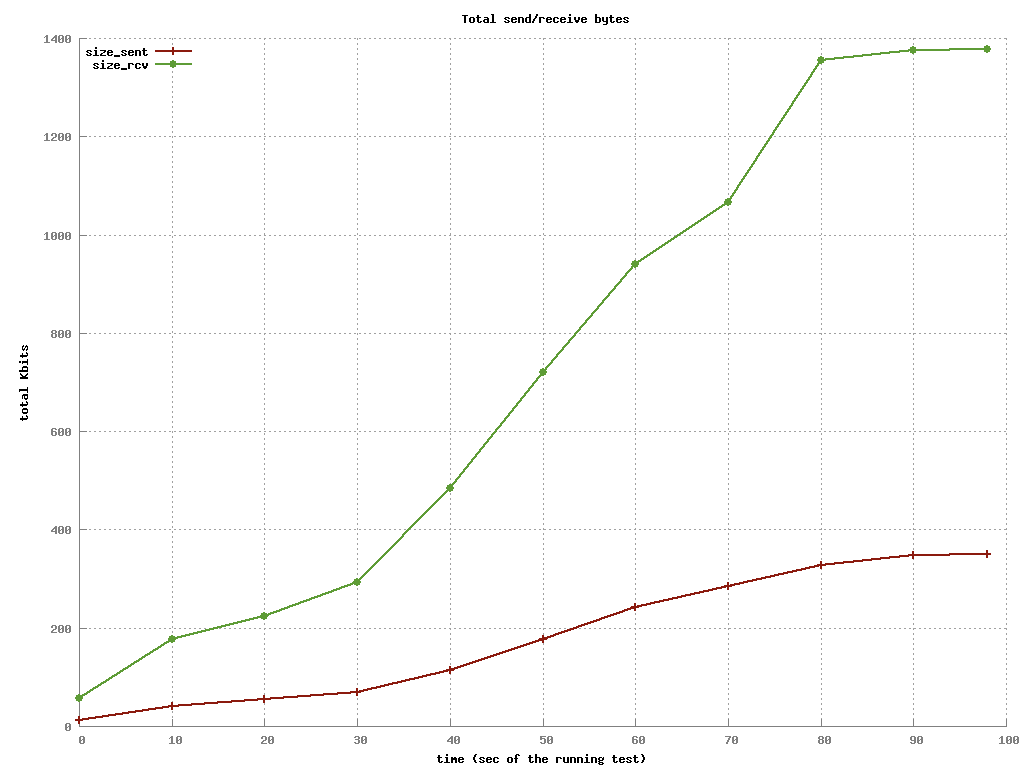 Total send/receive bytes
1400
size_sent
size_rcv
1200
1000
800
total Kbits
600
400
200
0
0 10 20 30 40 50 60 70 80 90 100
time (sec of the running test)